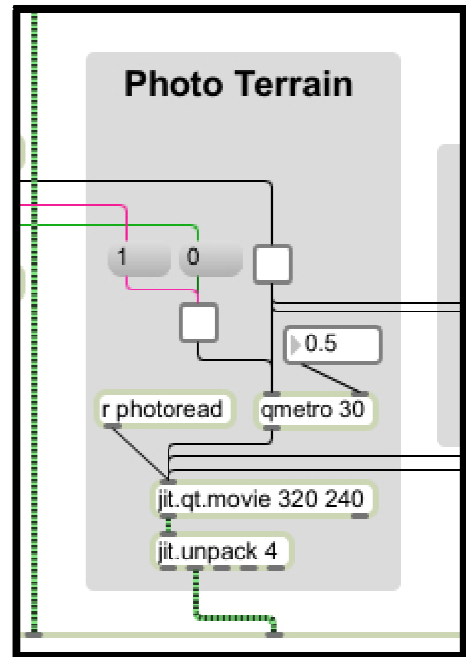 Photo Terrain
1
0
0.5
r photoread
qmetro 30
jit.qt.movie 320 240
jit.unpack 4